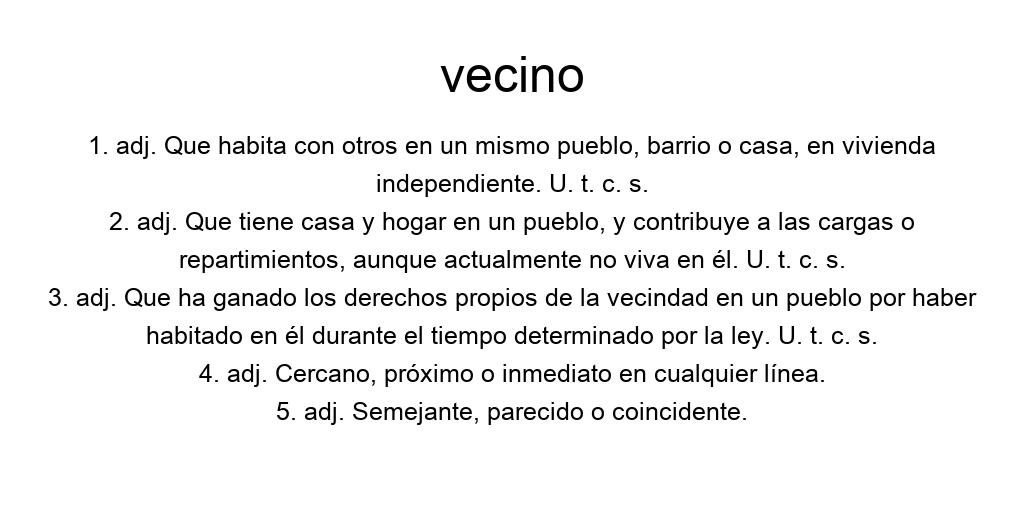 vecino
1. adj. Que habita con otros en un mismo pueblo, barrio o casa, en vivienda
independiente. U. t. c. s.
2. adj. Que tiene casa y hogar en un pueblo, y contribuye a las cargas o
repartimientos, aunque actualmente no viva en él. U. t. c. s.
3. adj. Que ha ganado los derechos propios de la vecindad en un pueblo por haber
habitado en él durante el tiempo determinado por la ley. U. t. c. s.
4. adj. Cercano, próximo o inmediato en cualquier línea.
5. adj. Semejante, parecido o coincidente.